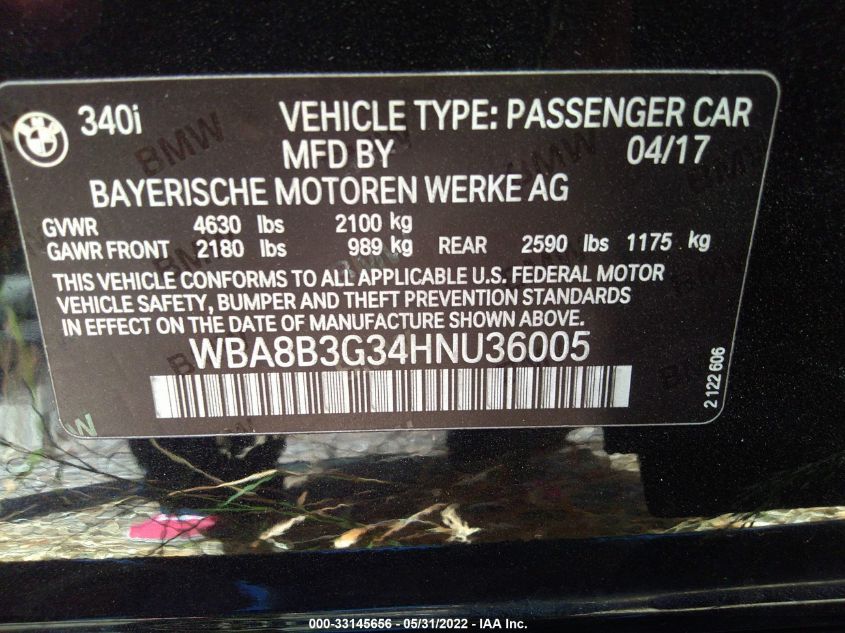 340i VEHICLE TYPE: PASSENGER CAR
MFD BY 04/17
BAYERISCHE MOTOREN WERKE AG
GVWR 4630 lbs 2100 kg
GAWR FRONT 2180 lbs 989 kg REAR 2590 lbs 1175 kg
THIS VEHICLE CONFORMS TO ALL APPLICABLE U.S. FEDERAL MOTOR
VEHICLE SAFETY, BUMPER AND THEFT PREVENTION STANDARDS
IN EFFECT ON THE DATE OF MANUFACTURE SHOWN ABOVE.
WBA8B3G34HNU36005
2 122 606
000-33145656 - 05/31/2022 - IAA Inc.